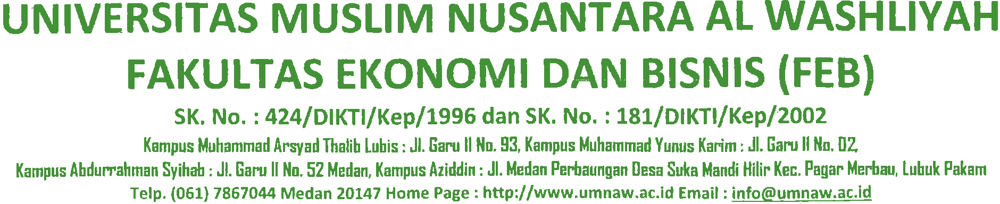 UNIVERSITAS MUSLIM NUSANTARA AL WASHLIYAH
FAKULTAS EKONOMI DAN BISNIS (FEB)
SK. No. : 424/DIKTI/Kep/1996 dan SK. No. : 181/DIKTI/Kep/2002
Kampus Muhammad Arsyad Thalib Lubis : Jl. Garu II No. 93, Kampus Muhammad Yunus Karim : Jl. Garu II No. 02,
Kampus Abdurrahman Syihab : Jl. Garu II No. 52 Medan, Kampus Aziddin : Jl. Medan Perbaungan Desa Suka Mandi Hilir Kec. Pagar Merbau, Lubuk Pakam
Telp. (061) 7867044 Medan 20147 Home Page : http://www.umnaw.ac.id Email : info@umnaw.ac.id